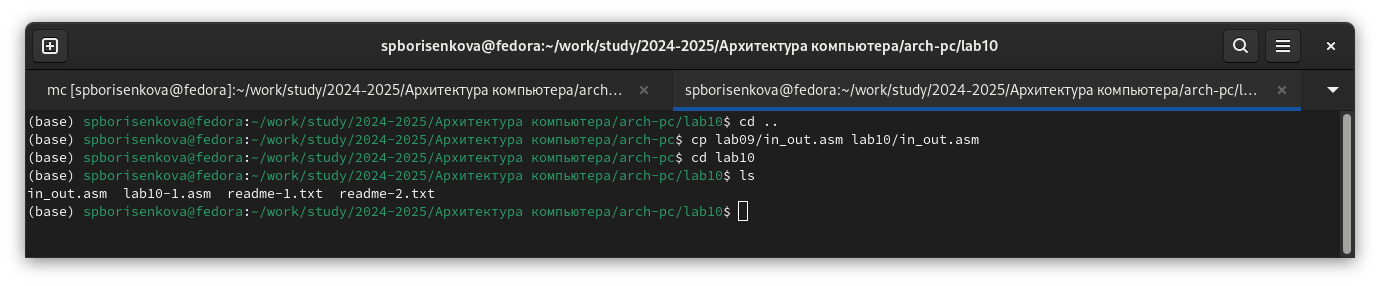 spborisenkova@fedora:~/work/study/2024-2025/Архитектура компьютера/arch-pc/lab10
mc [spborisenkova@fedora]:~/work/study/2024-2025/Архитектура компьютера/arch...
spborisenkova@fedora:~/work/study/2024-2025/Архитектура компьютера/arch-pc/l...
(base) spborisenkova@fedora:~/work/study/2024-2025/Архитектура компьютера/arch-pc/lab10$ cd ..
(base) spborisenkova@fedora:~/work/study/2024-2025/Архитектура компьютера/arch-pc$ cp lab09/in_out.asm lab10/in_out.asm
(base) spborisenkova@fedora:~/work/study/2024-2025/Архитектура компьютера/arch-pc$ cd lab10
(base) spborisenkova@fedora:~/work/study/2024-2025/Архитектура компьютера/arch-pc/lab10$ ls
in_out.asm  lab10-1.asm  readme-1.txt  readme-2.txt
(base) spborisenkova@fedora:~/work/study/2024-2025/Архитектура компьютера/arch-pc/lab10$